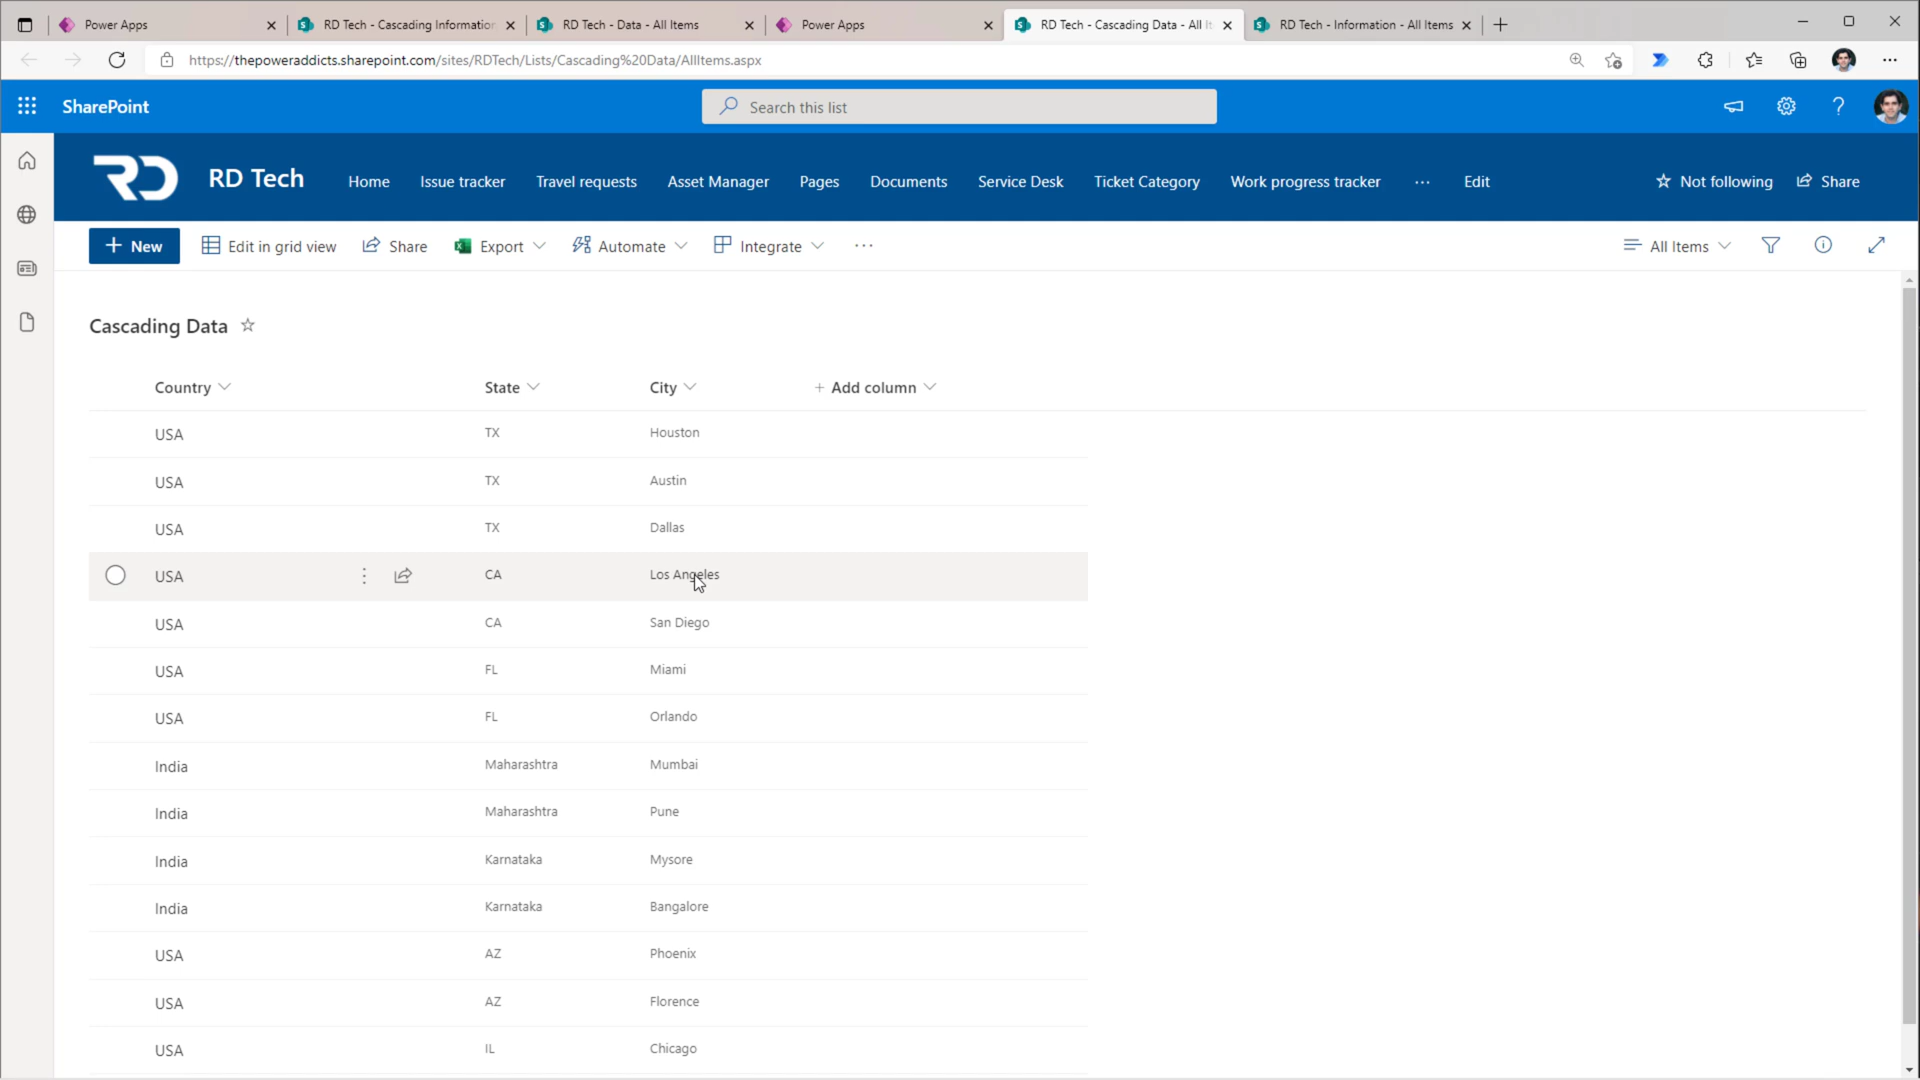 Power Apps
RD Tech - Cascading Information
RD Tech - Data - All Items
Power Apps
RD Tech - Cascading Data - All It
RD Tech - Information - All Items
https://thepoweraddicts.sharepoint.com/sites/RDTech/Lists/Cascading%20Data/AllItems.aspx
SharePoint
Search this list
RD Tech
Home
Issue tracker
Travel requests
Asset Manager
Pages
Documents
Service Desk
Ticket Category
Work progress tracker
Edit
Not following
Share
New
Edit in grid view
Share
Export
Automate
Integrate
All Items
Cascading Data
Country State City + Add column
USA TX Houston
USA TX Austin
USA TX Dallas
USA CA Los Angeles
USA CA San Diego
USA FL Miami
USA FL Orlando
India Maharashtra Mumbai
India Maharashtra Pune
India Karnataka Mysore
India Karnataka Bangalore
USA AZ Phoenix
USA AZ Florence
USA IL Chicago